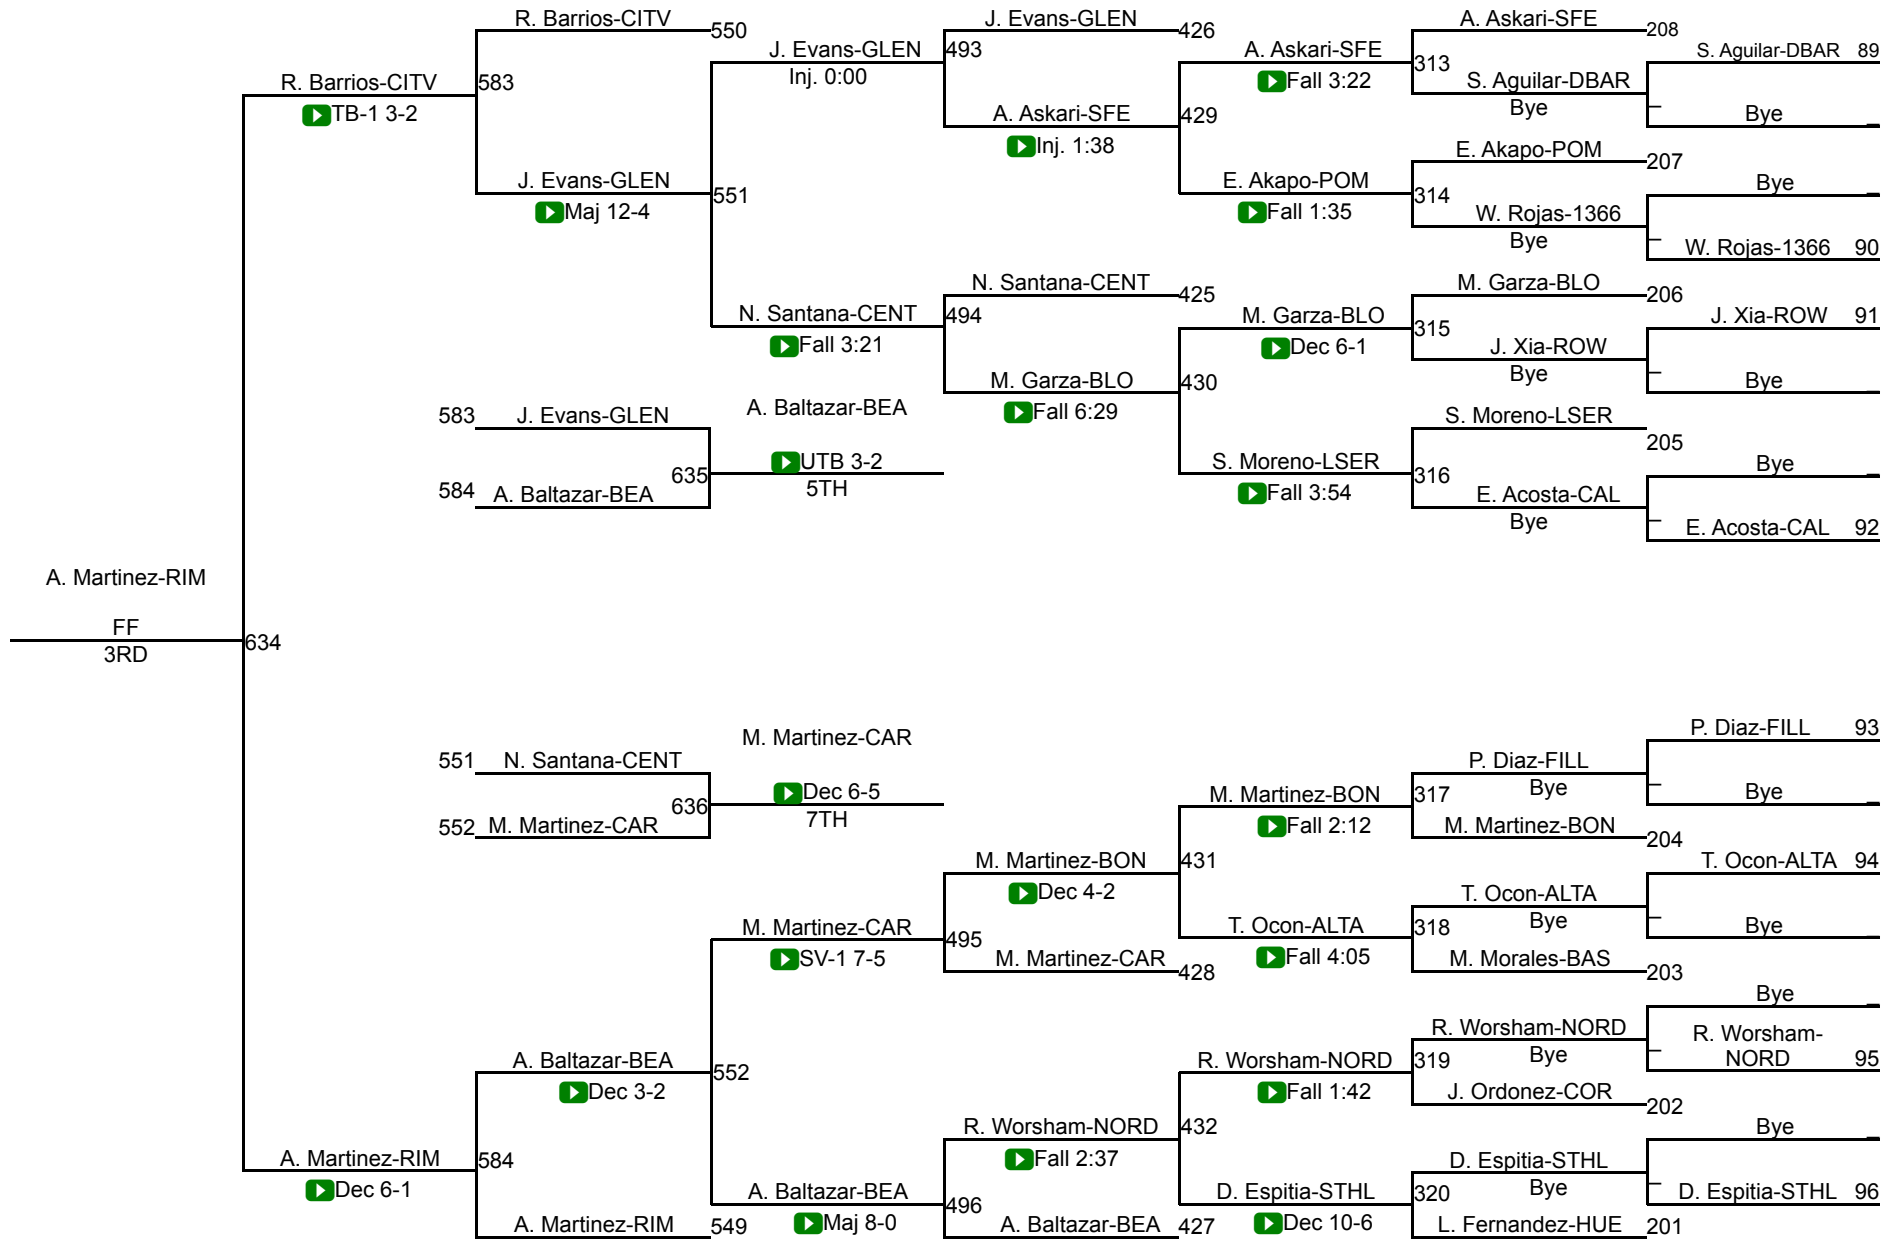 R. Barrios-CITV
550
J. Evans-GLEN
426
A. Askari-SFE
208
J. Evans-GLEN
493
Inj. 0:00
A. Askari-SFE
313
Fall 3:22
S. Aguilar-DBAR 89
R. Barrios-CITV
583
TB-1 3-2
S. Aguilar-DBAR
Bye
Bye
A. Askari-SFE
429
Inj. 1:38
E. Akapo-POM
207
J. Evans-GLEN
551
Maj 12-4
E. Akapo-POM
314
Fall 1:35
Bye
W. Rojas-1366
Bye
W. Rojas-1366 90
N. Santana-CENT
425
M. Garza-BLO
206
N. Santana-CENT
494
Fall 3:21
M. Garza-BLO
315
Dec 6-1
J. Xia-ROW 91
J. Xia-ROW
Bye
Bye
M. Garza-BLO
430
Fall 6:29
583 J. Evans-GLEN
A. Baltazar-BEA
S. Moreno-LSER
205
635
UTB 3-2
5TH
S. Moreno-LSER
316
Fall 3:54
Bye
584 A. Baltazar-BEA
E. Acosta-CAL
Bye
E. Acosta-CAL 92
A. Martinez-RIM
FF
3RD
634
551 N. Santana-CENT
M. Martinez-CAR
P. Diaz-FILL 93
P. Diaz-FILL
Bye
Bye
636
Dec 6-5
7TH
M. Martinez-BON
317
Fall 2:12
552 M. Martinez-CAR
M. Martinez-BON
204
M. Martinez-BON
431
Dec 4-2
T. Ocon-ALTA 94
T. Ocon-ALTA
Bye
Bye
M. Martinez-CAR
495
SV-1 7-5
T. Ocon-ALTA
318
Fall 4:05
M. Martinez-CAR
428
M. Morales-BAS
203
Bye
R. Worsham-NORD
Bye
R. Worsham-
NORD 95
A. Baltazar-BEA
552
Dec 3-2
R. Worsham-NORD
319
Fall 1:42
J. Ordonez-COR
202
R. Worsham-NORD
432
Fall 2:37
Bye
A. Martinez-RIM
584
Dec 6-1
D. Espitia-STHL
Bye
D. Espitia-STHL 96
A. Baltazar-BEA
496
Maj 8-0
D. Espitia-STHL
320
Dec 10-6
A. Martinez-RIM
549
A. Baltazar-BEA
427
L. Fernandez-HUE
201